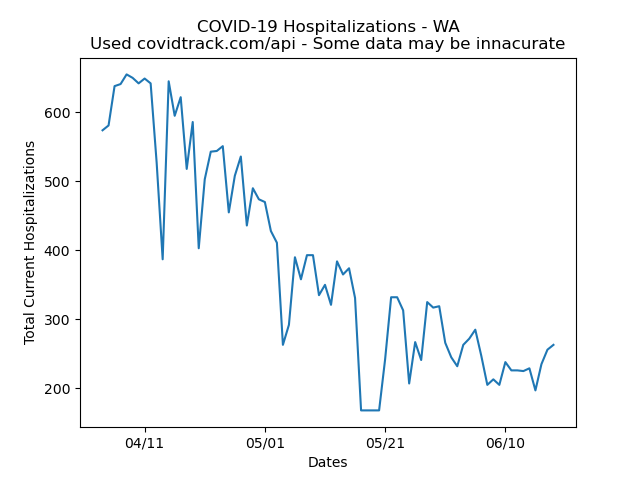 COVID-19 Hospitalizations - WA
Used covidtrack.com/api - Some data may be innacurate
Total Current Hospitalizations
600
500
400
300
200
04/11
05/01
05/21
06/10
Dates